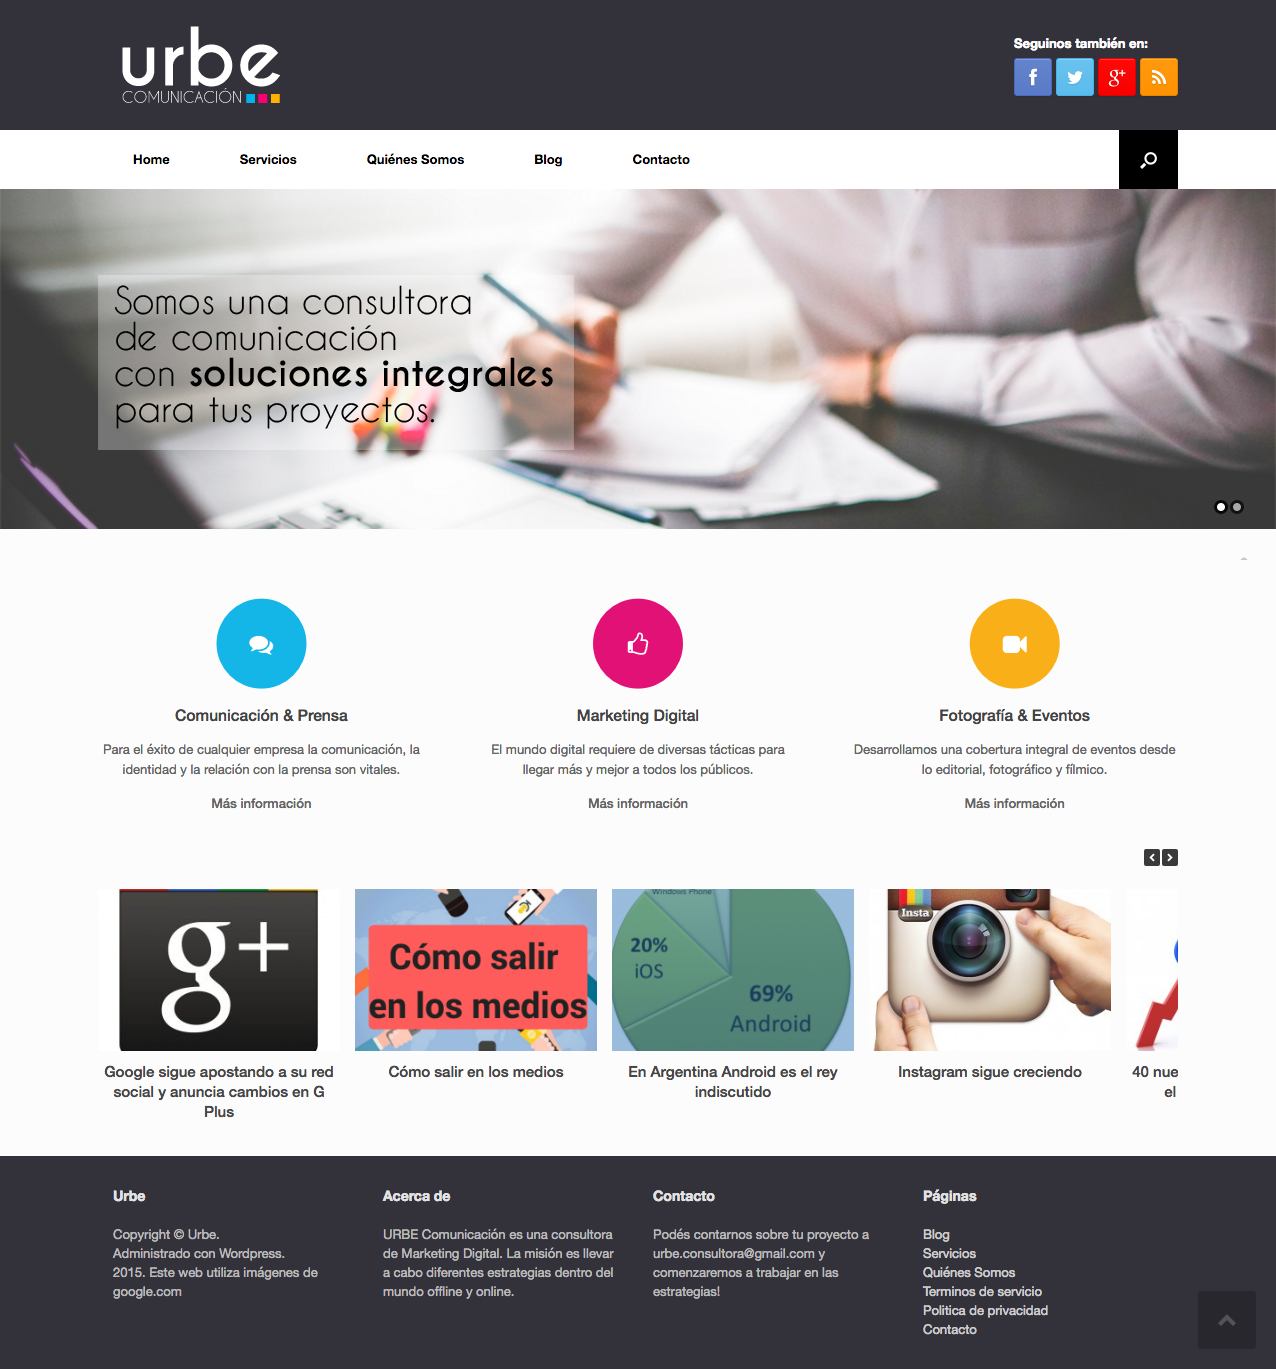 urbe
COMUNICACIÓN
Seguinos también en:
Home
Servicios
Quiénes Somos
Blog
Contacto
Somos una consultora
de comunicación
con soluciones integrales
para tus proyectos.
Comunicación & Prensa
Para el éxito de cualquier empresa la comunicación, la
identidad y la relación con la prensa son vitales.
Más información
Marketing Digital
El mundo digital requiere de diversas tácticas para
llegar más y mejor a todos los públicos.
Más información
Fotografía & Eventos
Desarrollamos una cobertura integral de eventos desde
lo editorial, fotográfico y fílmico.
Más información
g+
Google sigue apostando a su red
social y anuncia cambios en G
Plus
Cómo salir
en los medios
Cómo salir en los medios
Windows Phone
20%
iOS
69%
Android
En Argentina Android es el rey
indiscutido
Insta
Instagram sigue creciendo
40 nue
el
Urbe
Copyright © Urbe.
Administrado con Wordpress.
2015. Este web utiliza imágenes de
google.com
Acerca de
URBE Comunicación es una consultora
de Marketing Digital. La misión es llevar
a cabo diferentes estrategias dentro del
mundo offline y online.
Contacto
Podés contarnos sobre tu proyecto a
urbe.consultora@gmail.com y
comenzaremos a trabajar en las
estrategias!
Páginas
Blog
Servicios
Quiénes Somos
Terminos de servicio
Politica de privacidad
Contacto